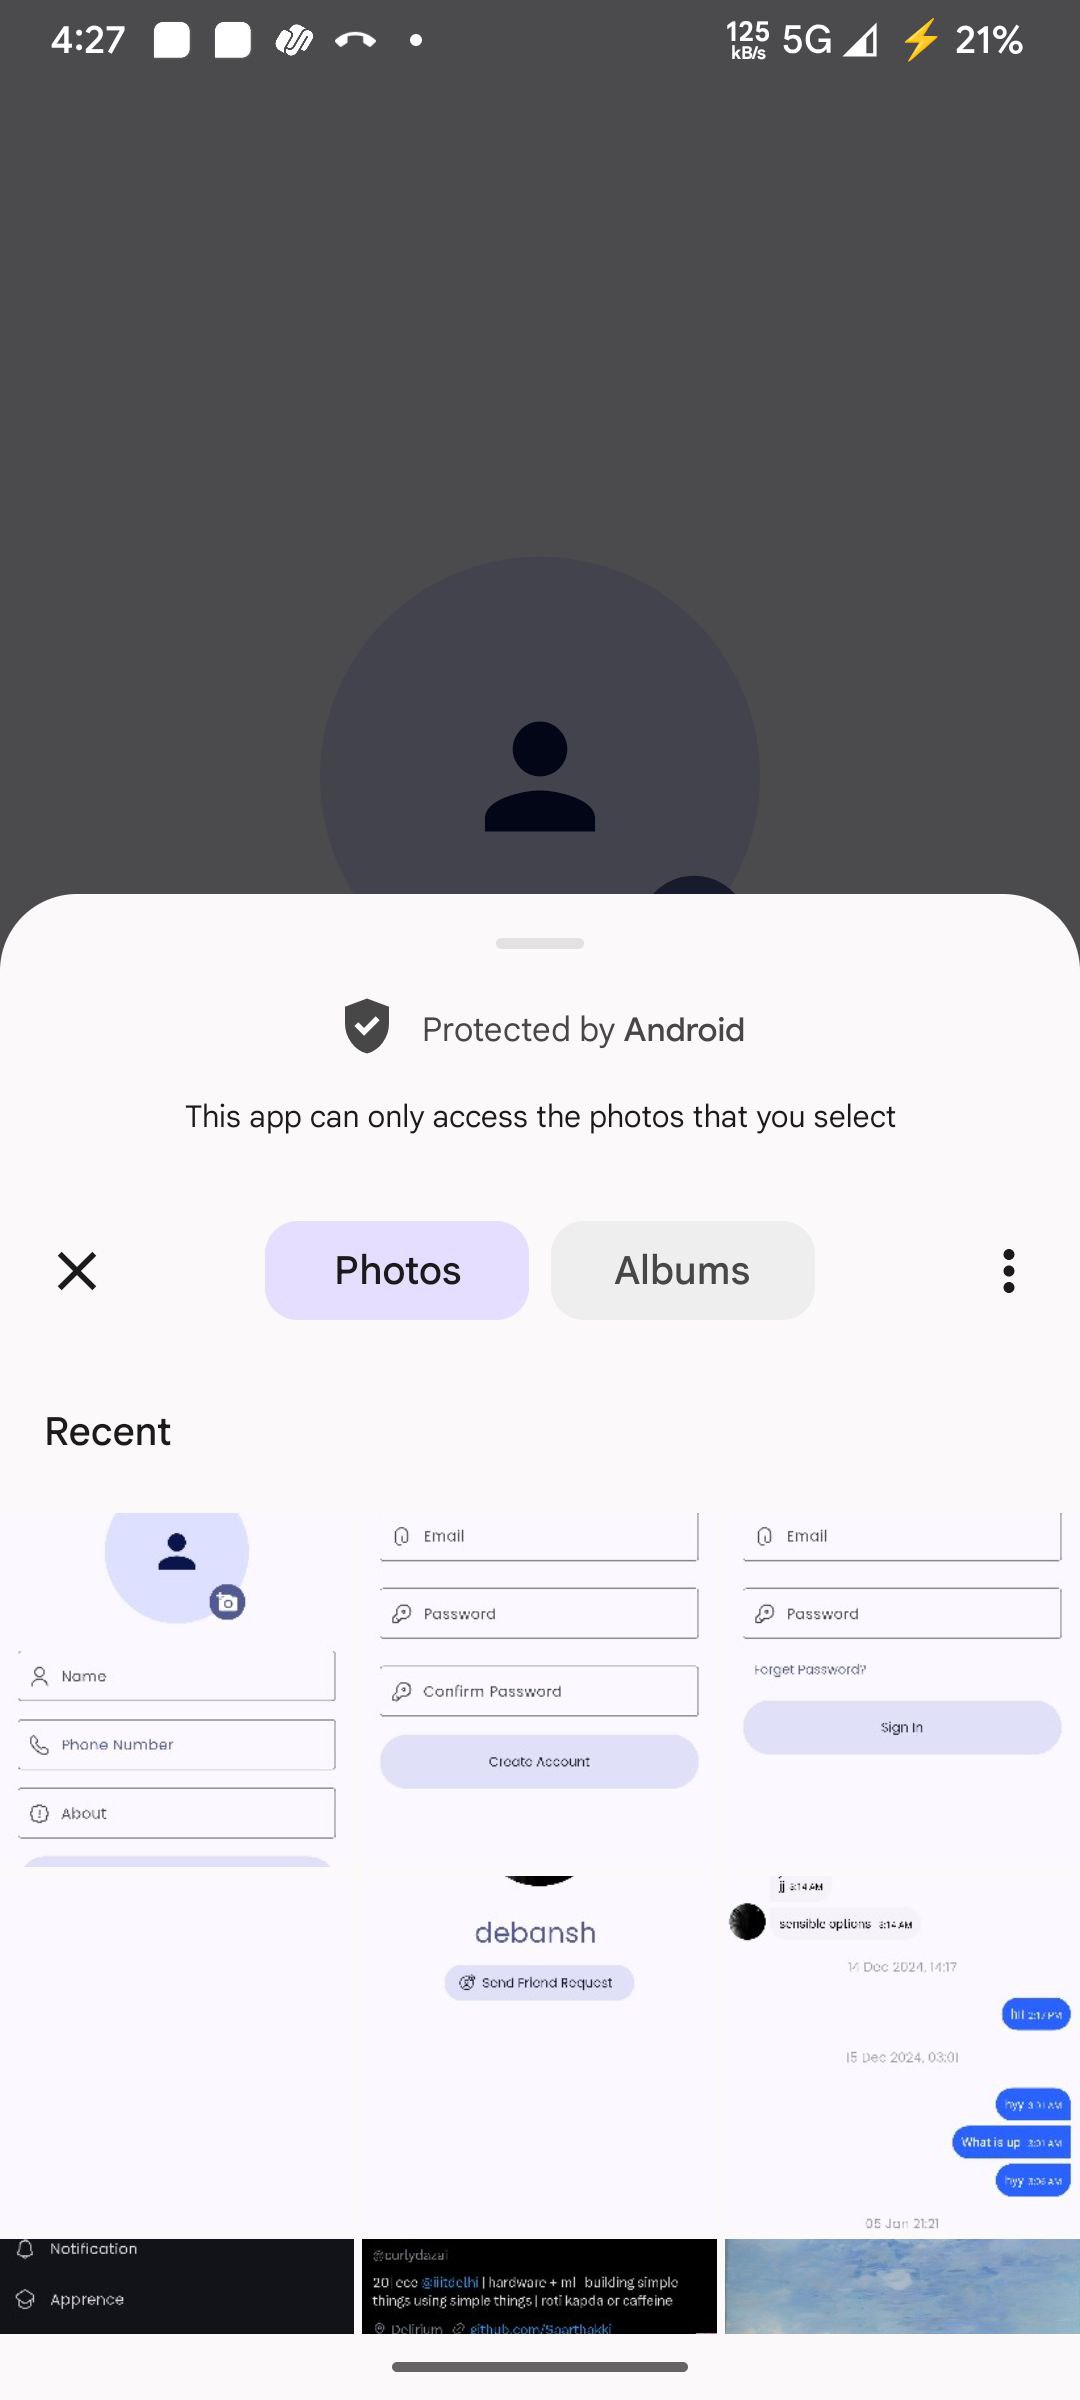 4:27
125 kB/s 5G 21%
Protected by Android
This app can only access the photos that you select
Photos
Albums
Recent
Name
Phone Number
About
Email
Password
Confirm Password
Create Account
Email
Password
Forget Password?
Sign In
debansh
Send Friend Request
jj 3:14 AM
sensible options 3:14 AM
14 Dec 2024, 14:17
hii 2:17 PM
15 Dec 2024, 03:01
hyy 3:01 AM
What is up 3:01 AM
hyy 3:06 AM
05 Jan 21:21
Notification
Apprence
@curlydazai
20| ece @iiitdelhi | hardware + ml building simple
things using simple things | roti kapda or caffeine
Delirium github.com/Saarthakki